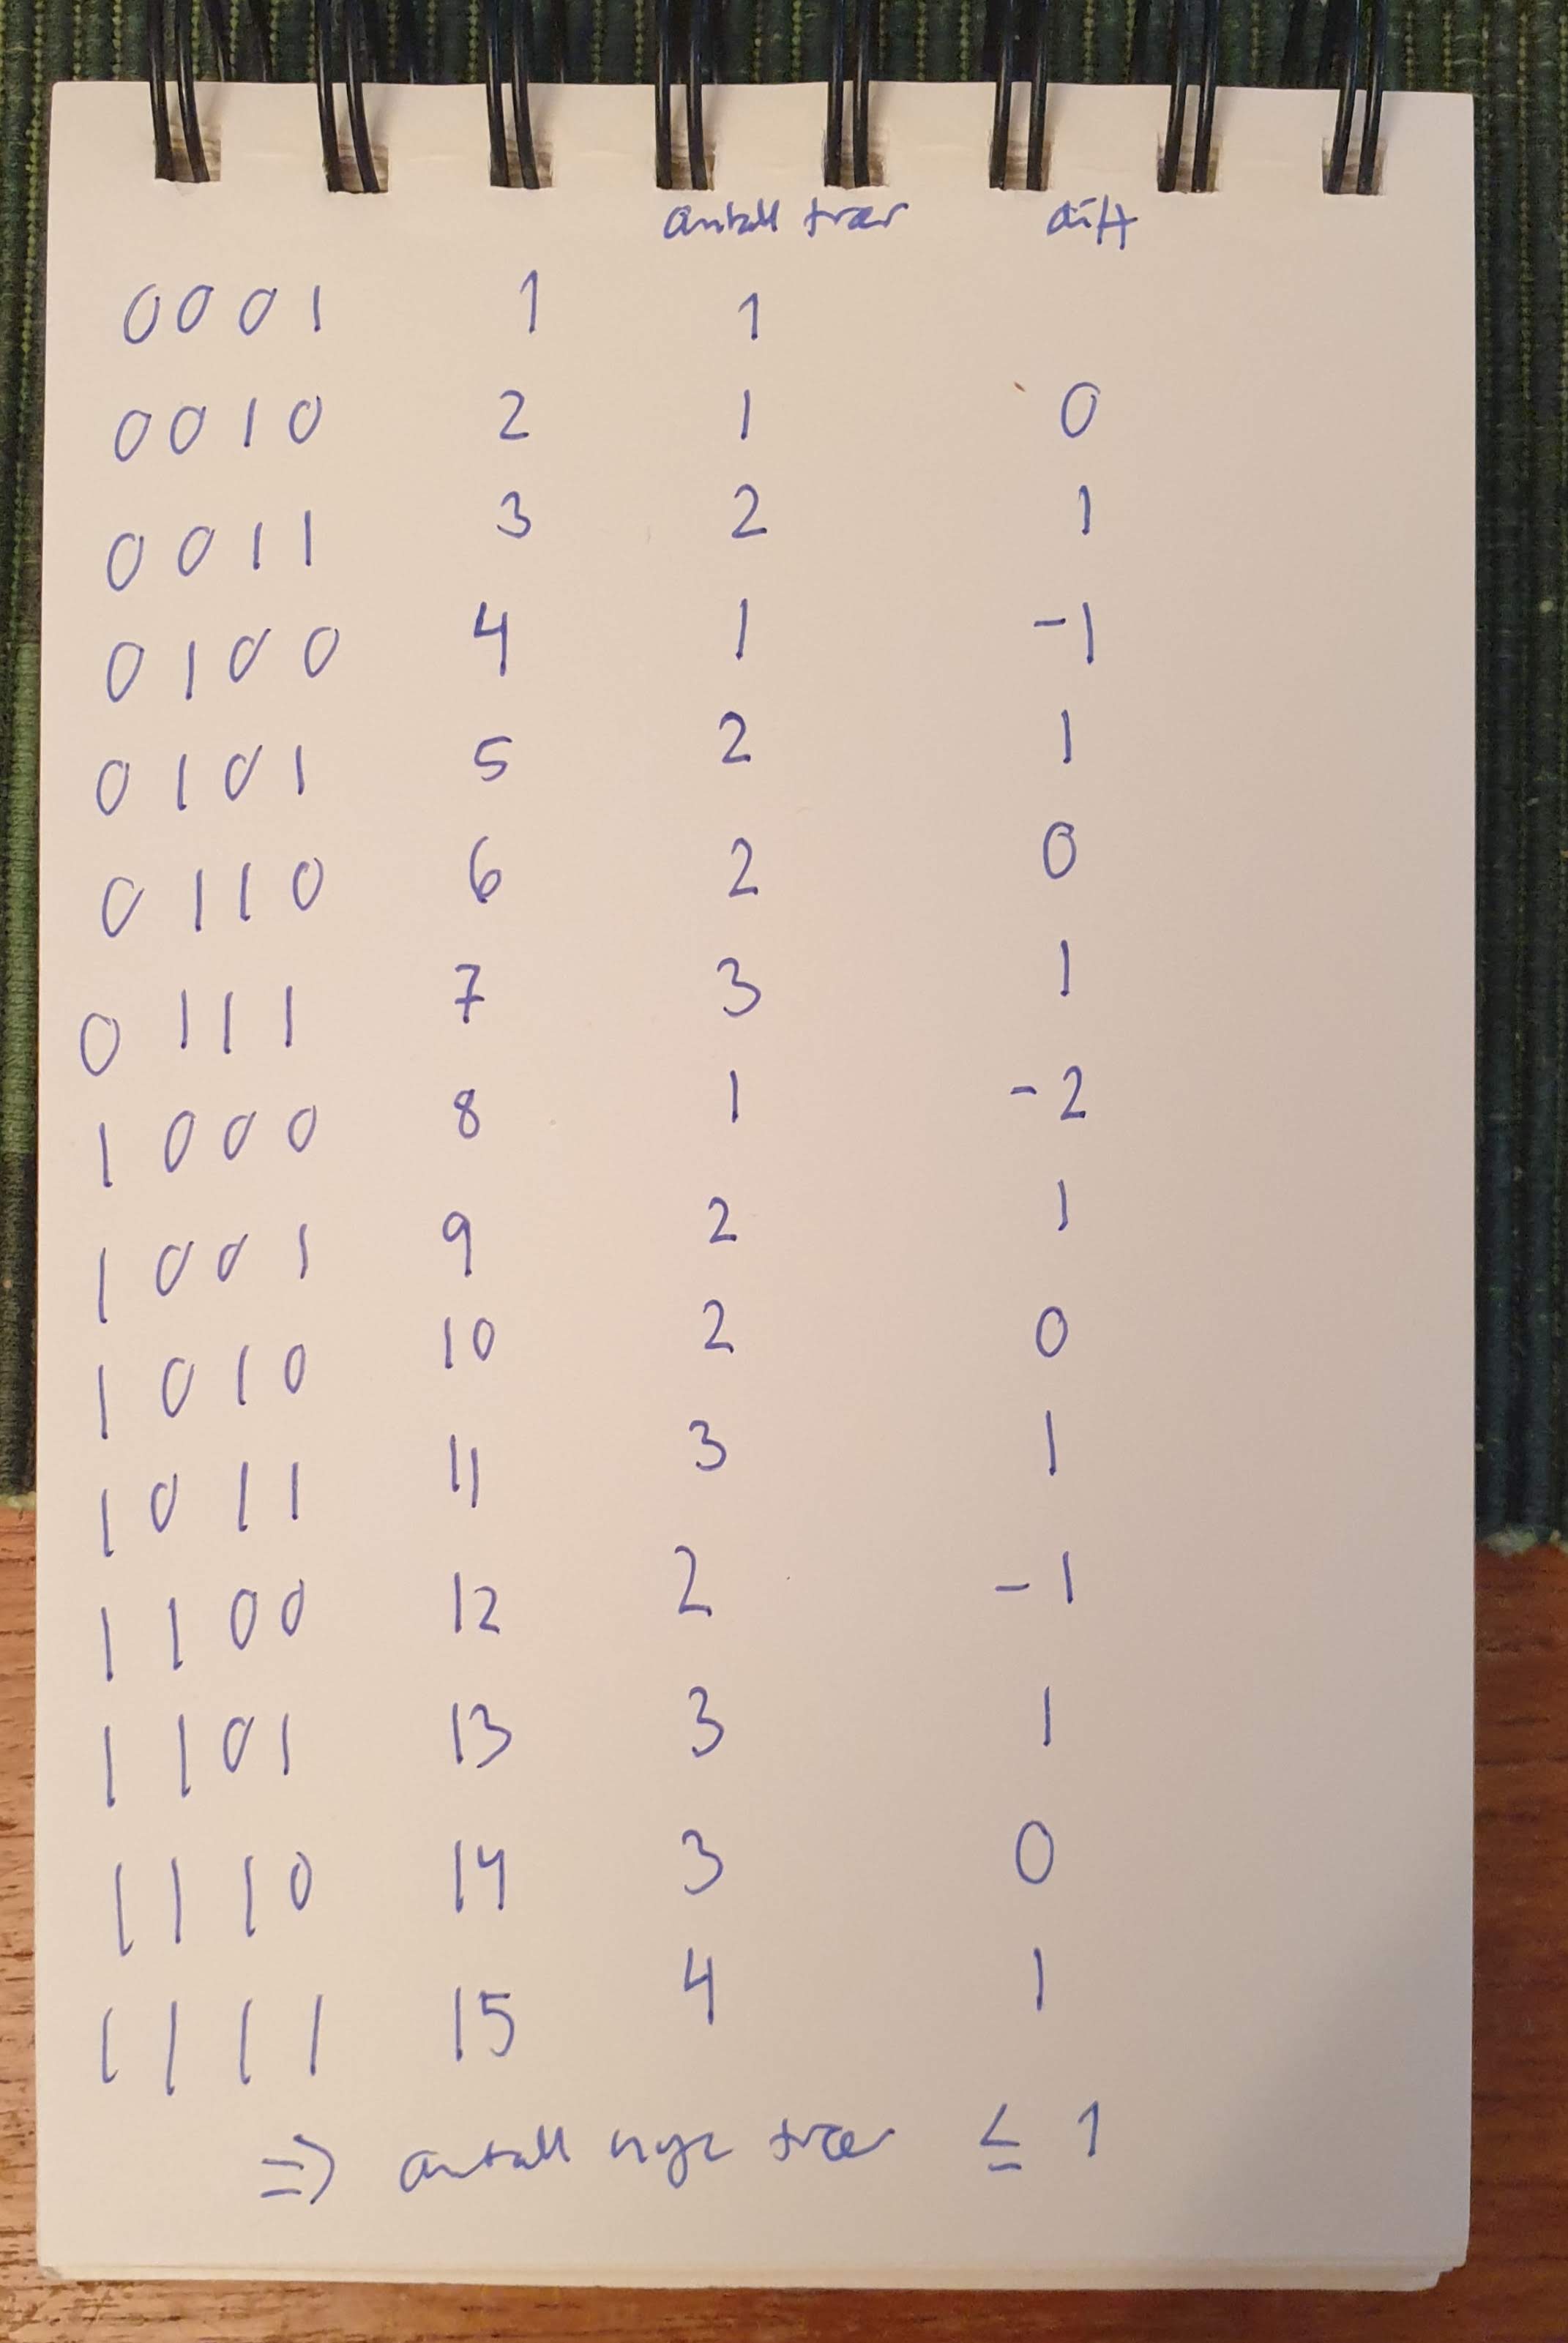 antall trær diff
0001 1 1
0010 2 1 0
0011 3 2 1
0100 4 1 -1
0101 5 2 1
0110 6 2 0
0111 7 3 1
1000 8 1 -2
1001 9 2 1
1010 10 2 0
1011 11 3 1
1100 12 2 -1
1101 13 3 1
1110 14 3 0
1111 15 4 1
=> antall nye trær ≤ 1